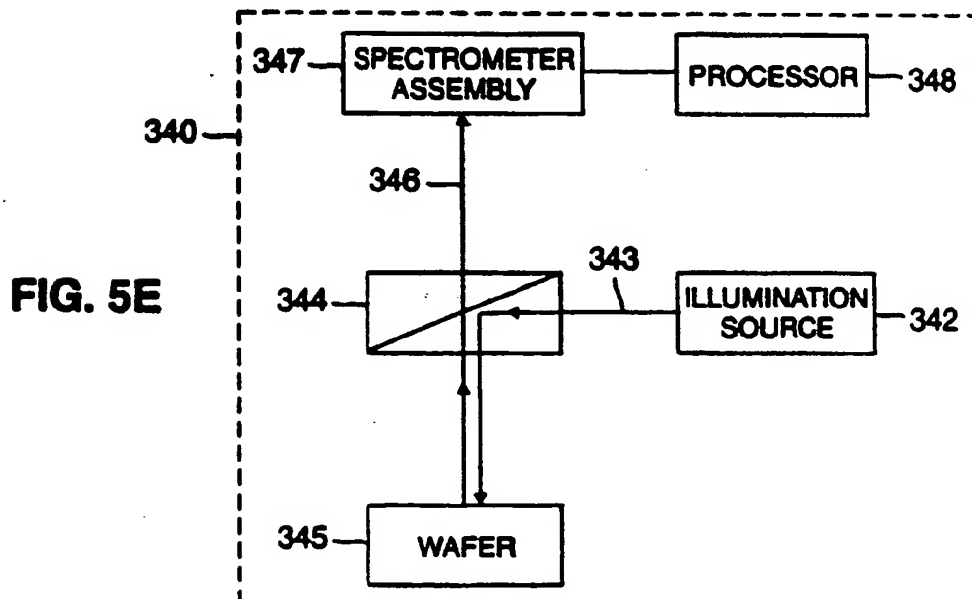 347
SPECTROMETER
ASSEMBLY
PROCESSOR
348
340
346
FIG. 5E
344
343
ILLUMINATION
SOURCE
342
345
WAFER